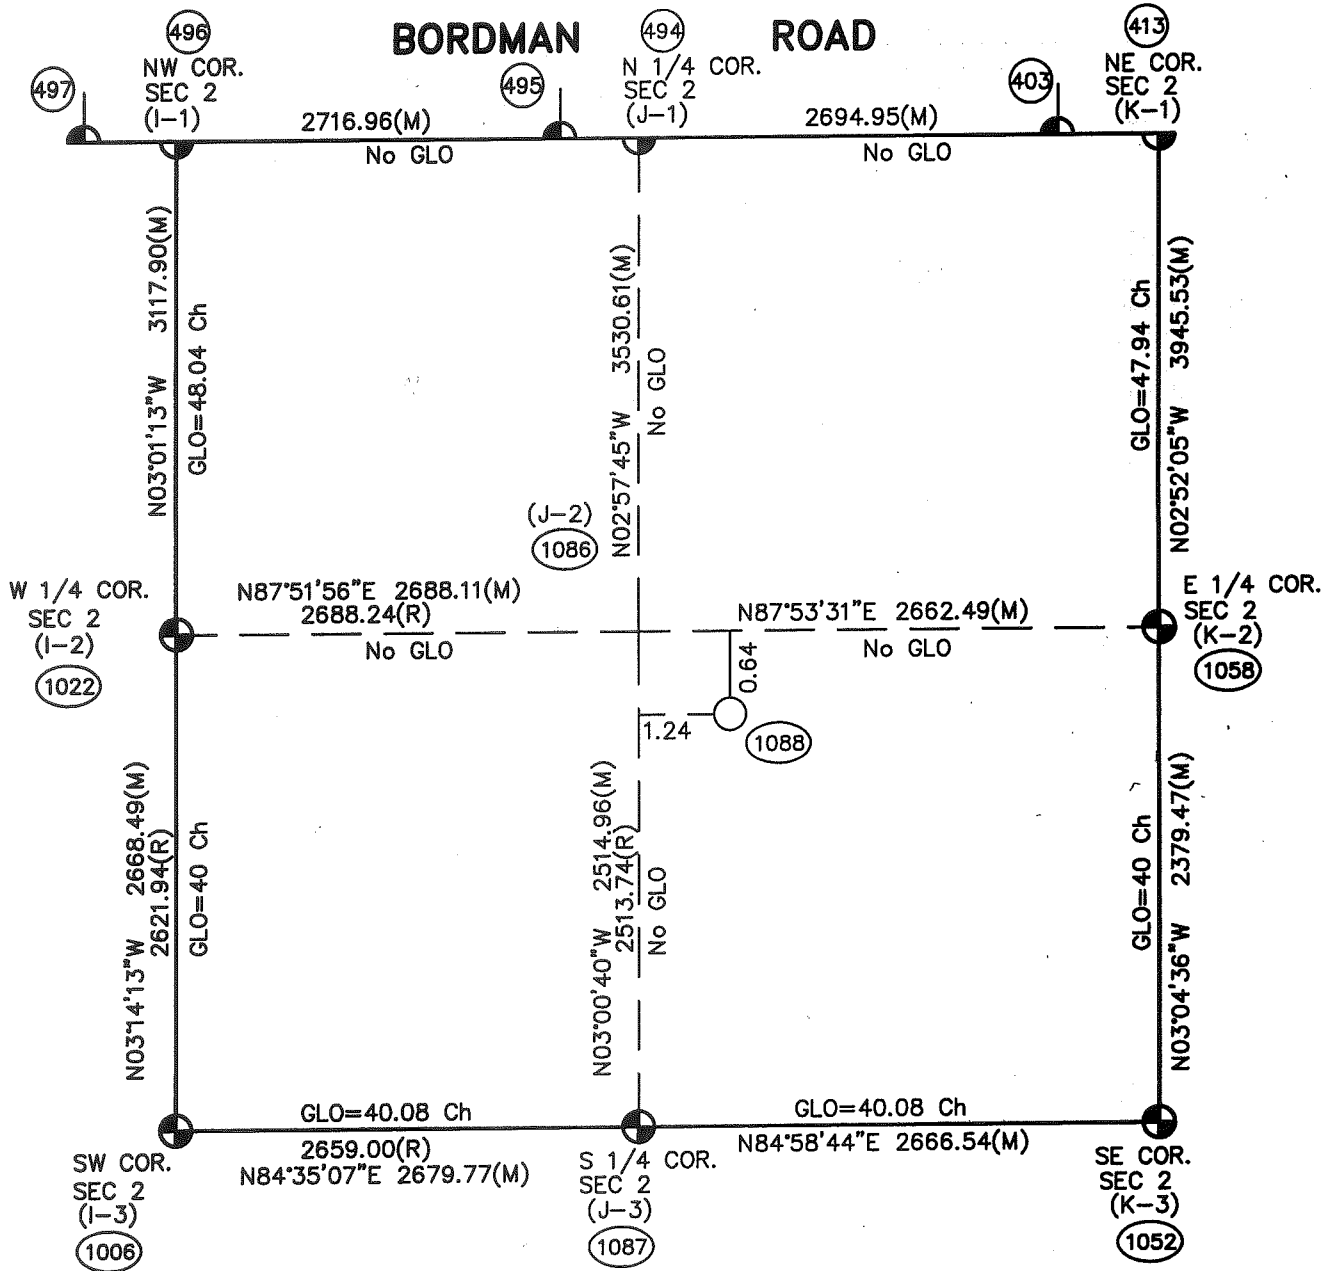 BORDMAN ROAD
496
NW COR.
SEC 2
(I-1)
497
495
494
N 1/4 COR.
SEC 2
(J-1)
403
413
NE COR.
SEC 2
(K-1)
2716.96(M)
No GLO
2694.95(M)
No GLO
N03°01'13"W 3117.90(M)
GLO=48.04 Ch
N02°57'45"W 3530.61(M)
No GLO
GLO=47.94 Ch
N02°52'05"W 3945.53(M)
(J-2)
1086
W 1/4 COR.
SEC 2
(I-2)
1022
N87°51'56"E 2688.11(M)
2688.24(R)
No GLO
N87°53'31"E 2662.49(M)
No GLO
E 1/4 COR.
SEC 2
(K-2)
1058
0.64
1.24
1088
N03°14'13"W 2668.49(M)
2621.94(R)
GLO=40 Ch
N03°00'40"W 2514.96(M)
2513.74(R)
No GLO
GLO=40 Ch
N03°04'36"W 2379.47(M)
GLO=40.08 Ch
2659.00(R)
N84°35'07"E 2679.77(M)
GLO=40.08 Ch
N84°58'44"E 2666.54(M)
SW COR.
SEC 2
(I-3)
1006
S 1/4 COR.
SEC 2
(J-3)
1087
SE COR.
SEC 2
(K-3)
1052